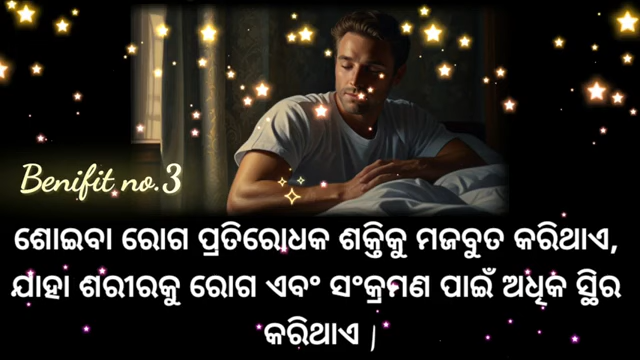 Benifit no.3
ଶୋଇବା ରୋଗ ପ୍ରତିରୋଧକ ଶକ୍ତିକୁ ମଜବୁତ କରିଥାଏ,
ଯାହା ଶରୀରକୁ ରୋଗ ଏବଂ ସଂକ୍ରମଣ ପାଇଁ ଅଧିକ ସ୍ଥିର
କରିଥାଏ |